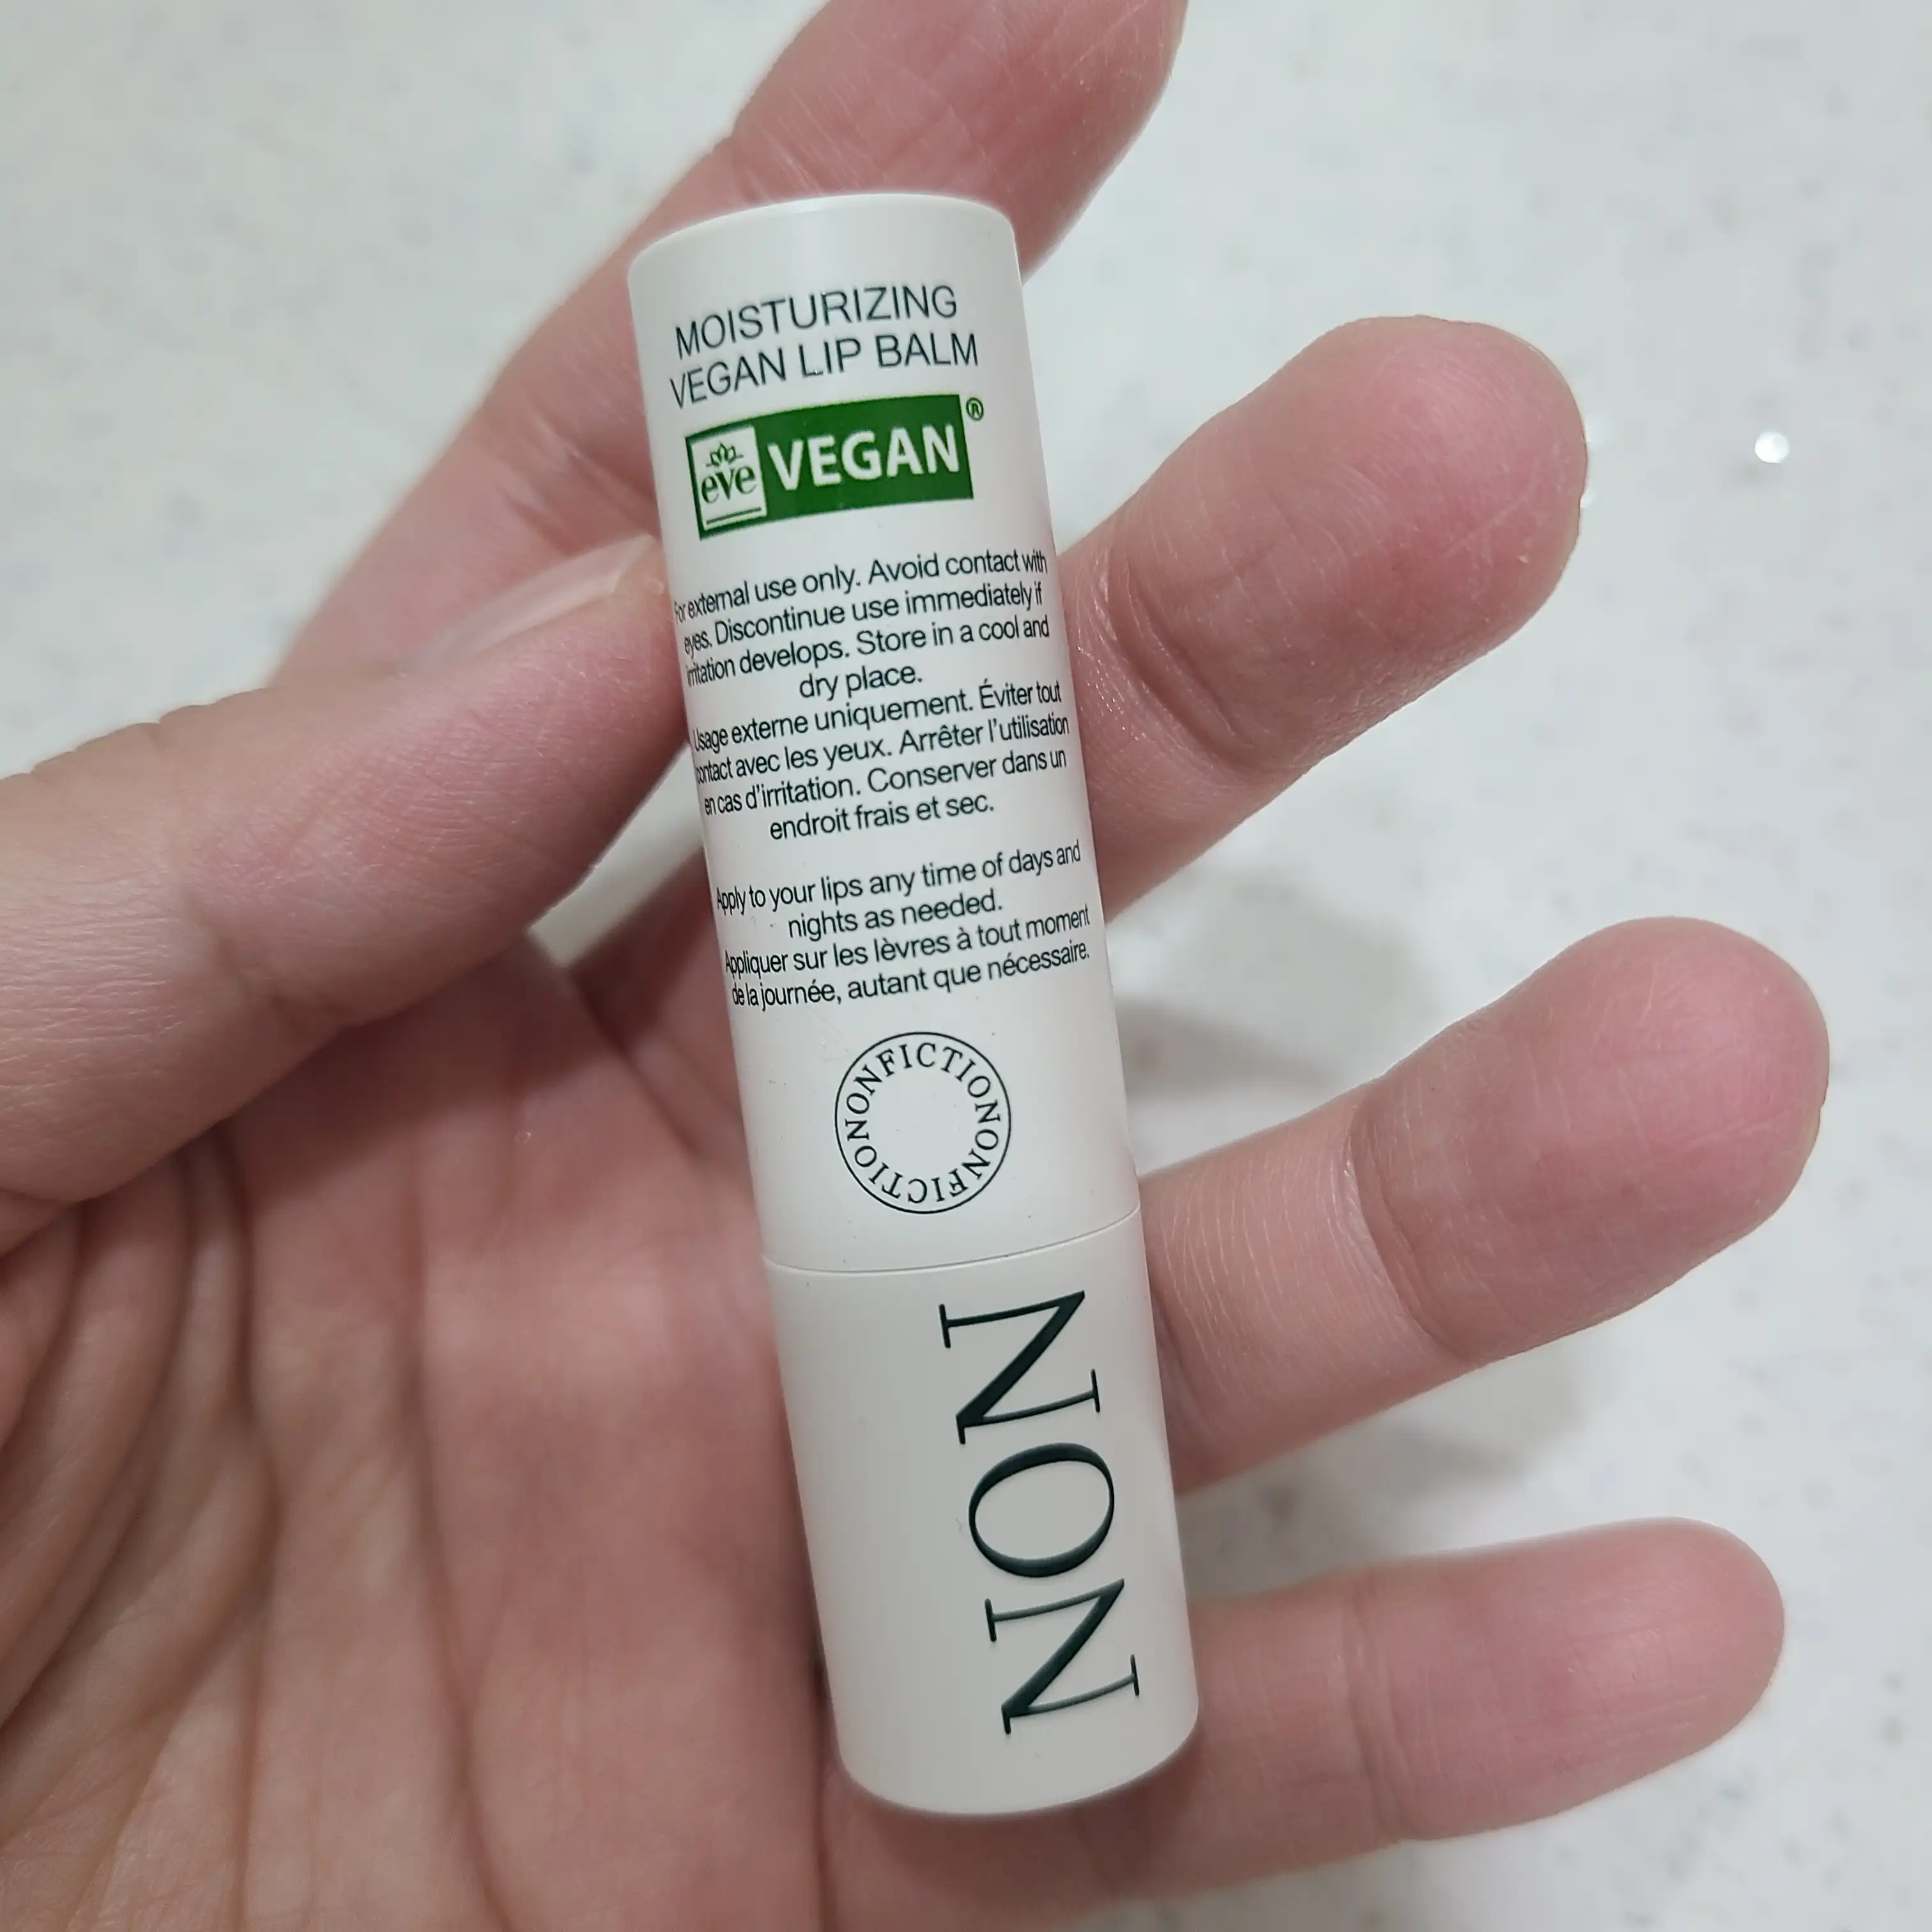 MOISTURIZING
VEGAN LIP BALM
eve VEGAN®
For external use only. Avoid contact with
eyes. Discontinue use immediately if
irritation develops. Store in a cool and
dry place.
Usage externe uniquement. Éviter tout
contact avec les yeux. Arrêter l'utilisation
en cas d'irritation. Conserver dans un
endroit frais et sec.
Apply to your lips any time of days and
nights as needed.
Appliquer sur les lèvres à tout moment
de la journée, autant que nécessaire.
NONFICTIONONFICTION
NON